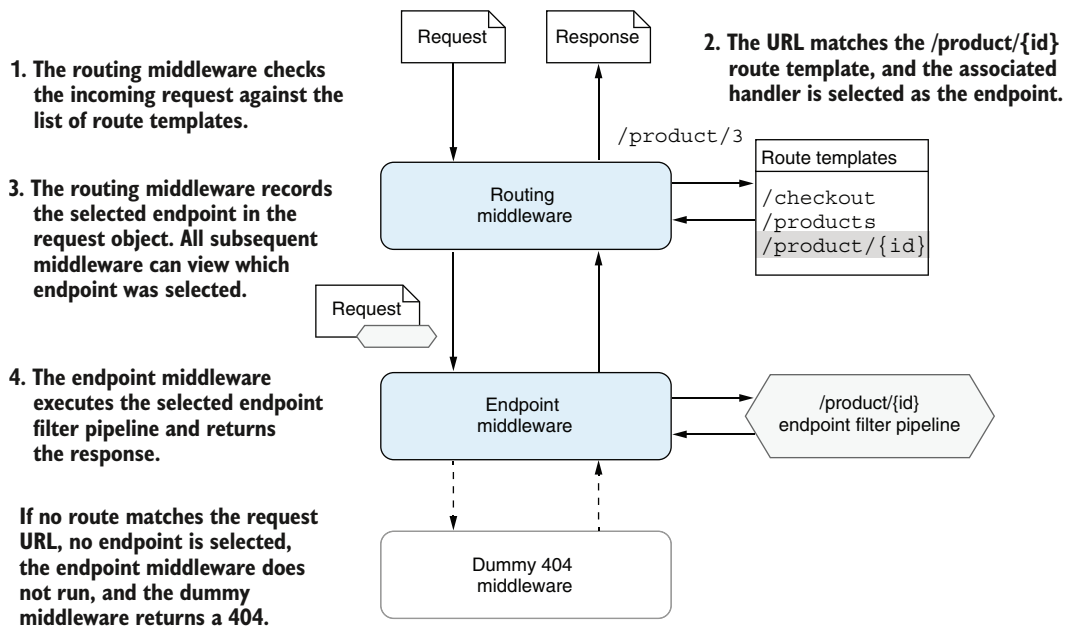 Request
Response
1. The routing middleware checks
the incoming request against the
list of route templates.
2. The URL matches the /product/{id}
route template, and the associated
handler is selected as the endpoint.
/product/3
Route templates
/checkout
/products
/product/{id}
Routing
middleware
3. The routing middleware records
the selected endpoint in the
request object. All subsequent
middleware can view which
endpoint was selected.
Request
4. The endpoint middleware
executes the selected endpoint
filter pipeline and returns
the response.
Endpoint
middleware
/product/{id}
endpoint filter pipeline
If no route matches the request
URL, no endpoint is selected,
the endpoint middleware does
not run, and the dummy
middleware returns a 404.
Dummy 404
middleware